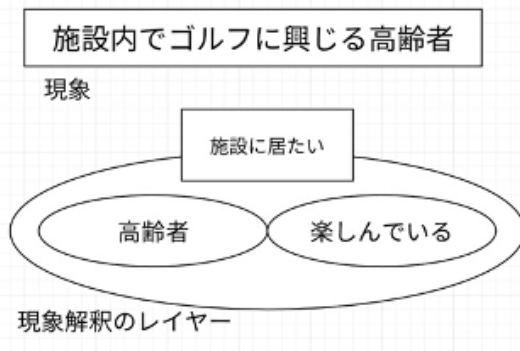 施設内でゴルフに興じる高齢者
現象
施設に居たい
高齢者
楽しんでいる
現象解釈のレイヤー